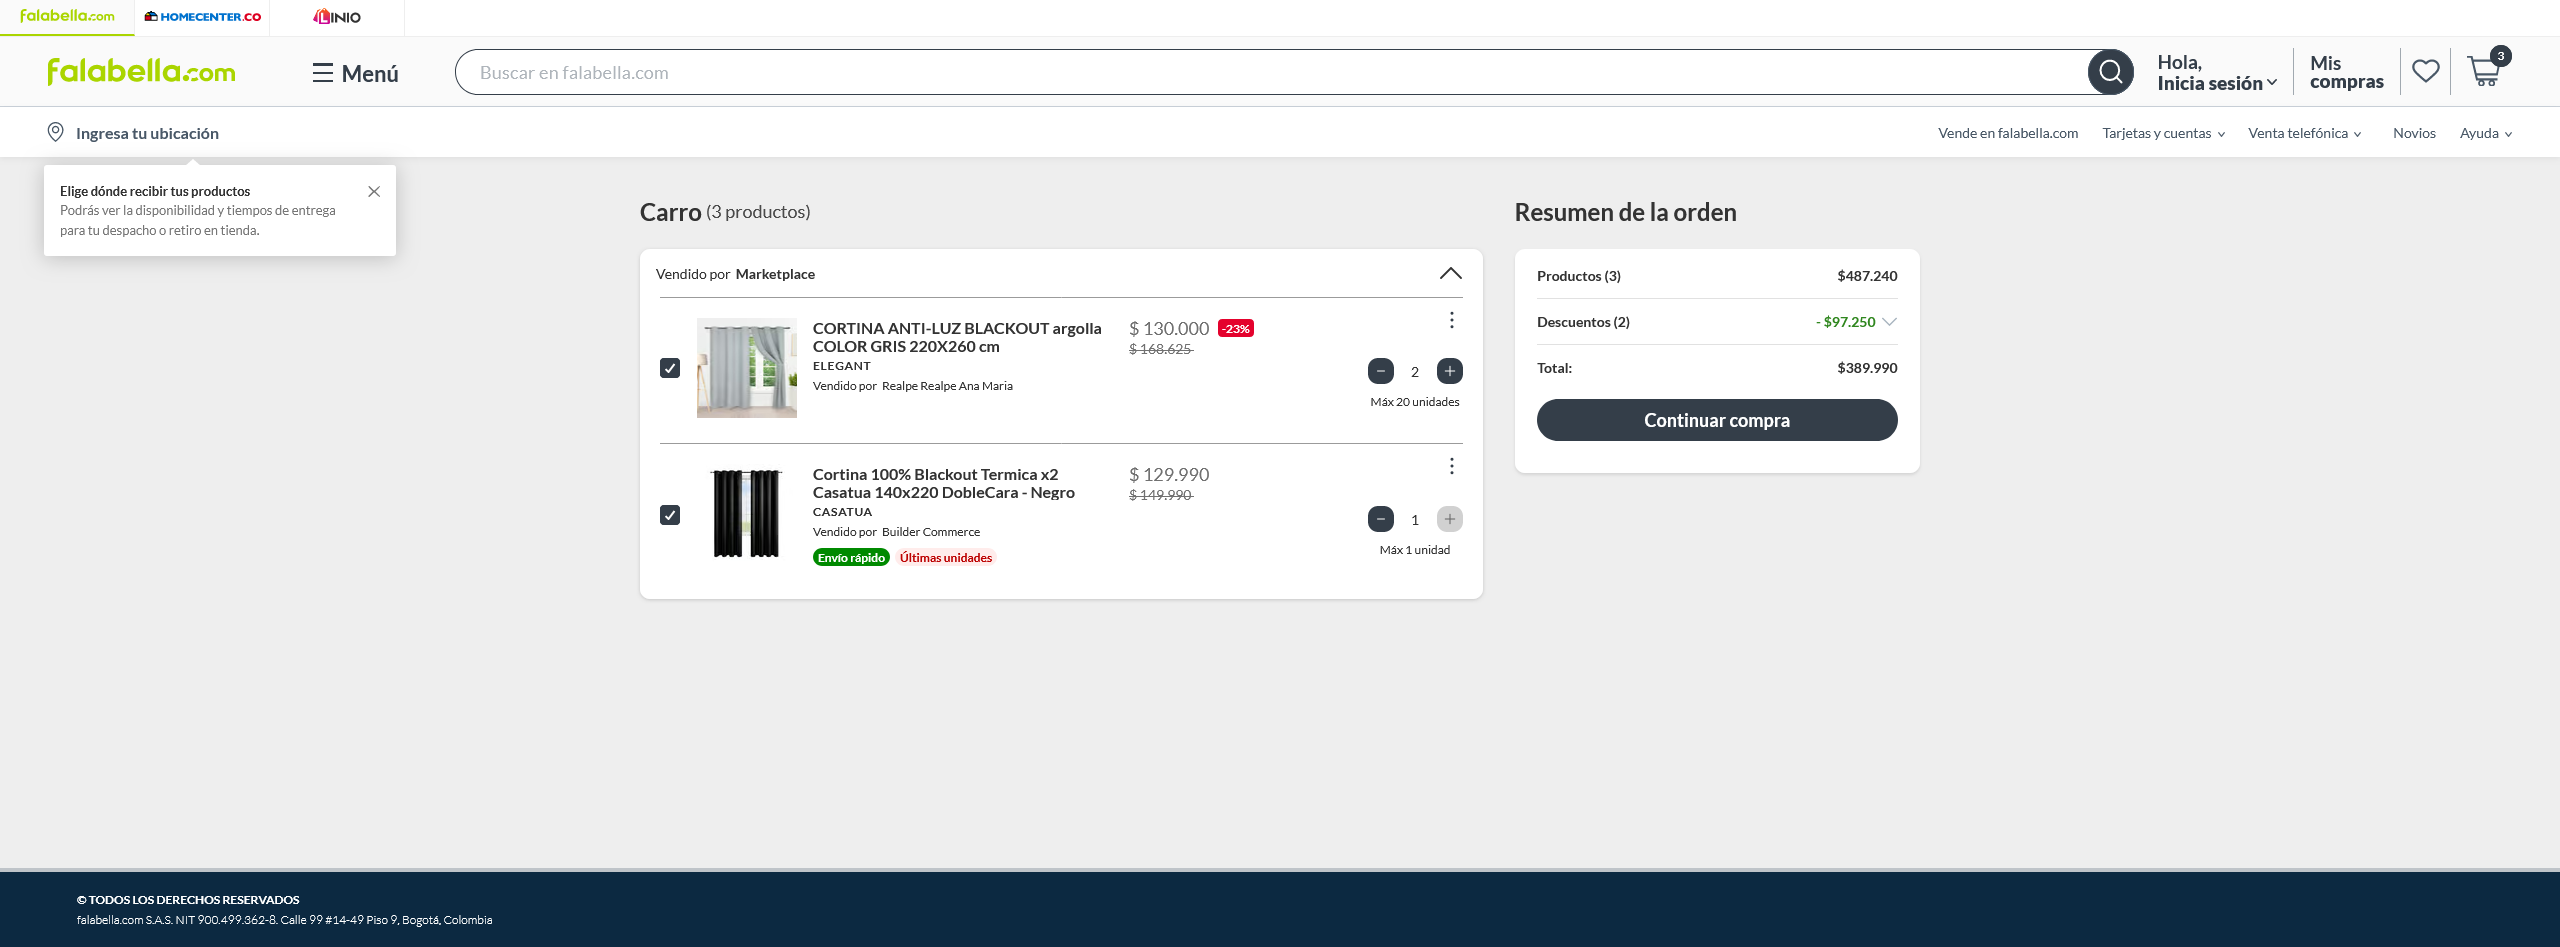 falabella.com
HOMECENTER.CO
LINIO
falabella.com
Menú
Buscar en falabella.com
Hola,
Inicia sesión
Mis
compras
3
Ingresa tu ubicación
Vende en falabella.com
Tarjetas y cuentas
Venta telefónica
Novios
Ayuda
Elige dónde recibir tus productos
Podrás ver la disponibilidad y tiempos de entrega
para tu despacho o retiro en tienda.
Carro (3 productos)
Vendido por Marketplace
CORTINA ANTI-LUZ BLACKOUT argolla
COLOR GRIS 220X260 cm
ELEGANT
Vendido por Realpe Realpe Ana Maria
$ 130.000 -23%
$ 168.625
2
Máx 20 unidades
Cortina 100% Blackout Termica x2
Casatua 140x220 DobleCara - Negro
CASATUA
Vendido por Builder Commerce
Envío rápido Últimas unidades
$ 129.990
$ 149.990
1
Máx 1 unidad
Resumen de la orden
Productos (3) $487.240
Descuentos (2) - $97.250
Total: $389.990
Continuar compra
© TODOS LOS DERECHOS RESERVADOS
falabella.com S.A.S. NIT 900.499.362-8. Calle 99 #14-49 Piso 9, Bogotá, Colombia